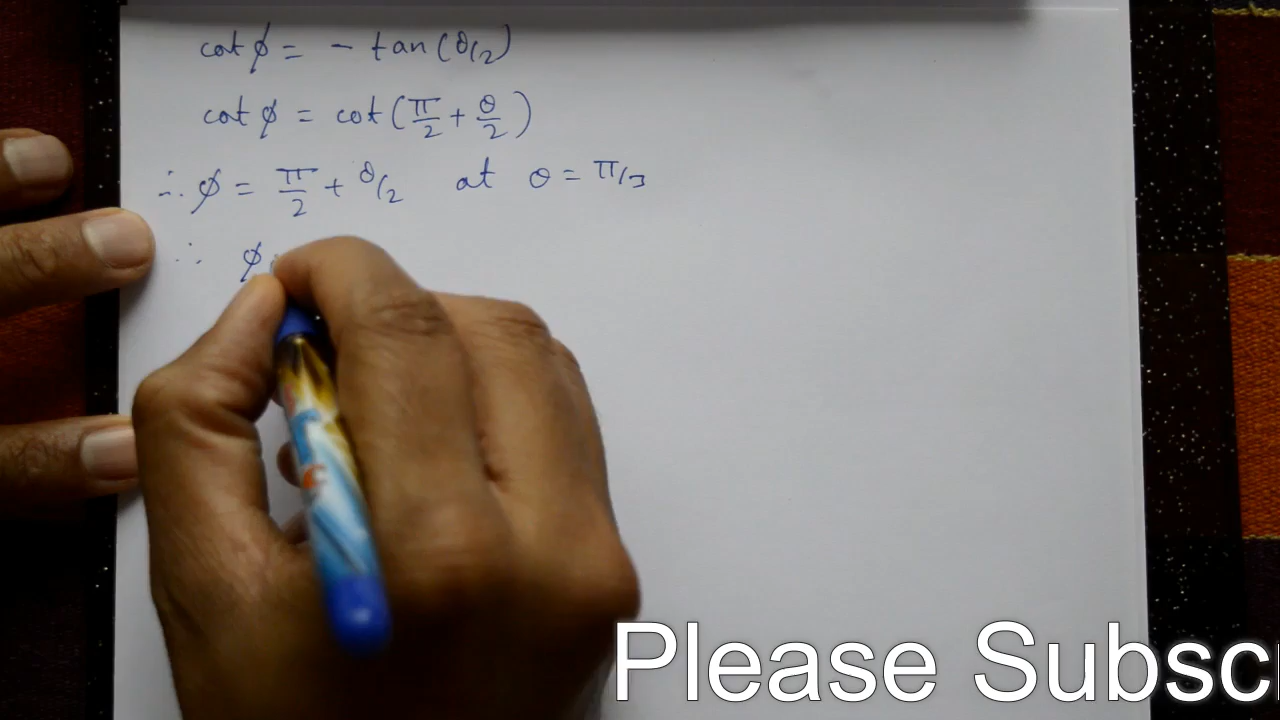 cot φ = - tan(θ/2)
cot φ = cot(π/2 + θ/2)
∴ φ = π/2 + θ/2 at θ = π/3
∴ φ
Please Subsc